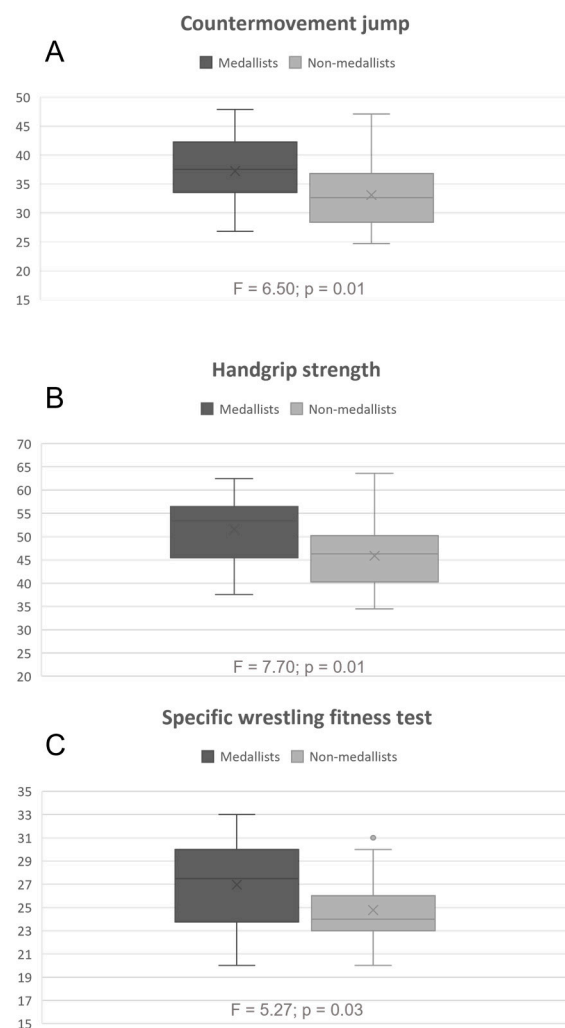 Countermovement jump
A
Medallists Non-medallists
50
45
40
35
30
25
20
15
F = 6.50; p = 0.01
Handgrip strength
B
Medallists Non-medallists
70
65
60
55
50
45
40
35
30
25
20
F = 7.70; p = 0.01
Specific wrestling fitness test
C
Medallists Non-medallists
35
33
31
29
27
25
23
21
19
17
15
F = 5.27; p = 0.03